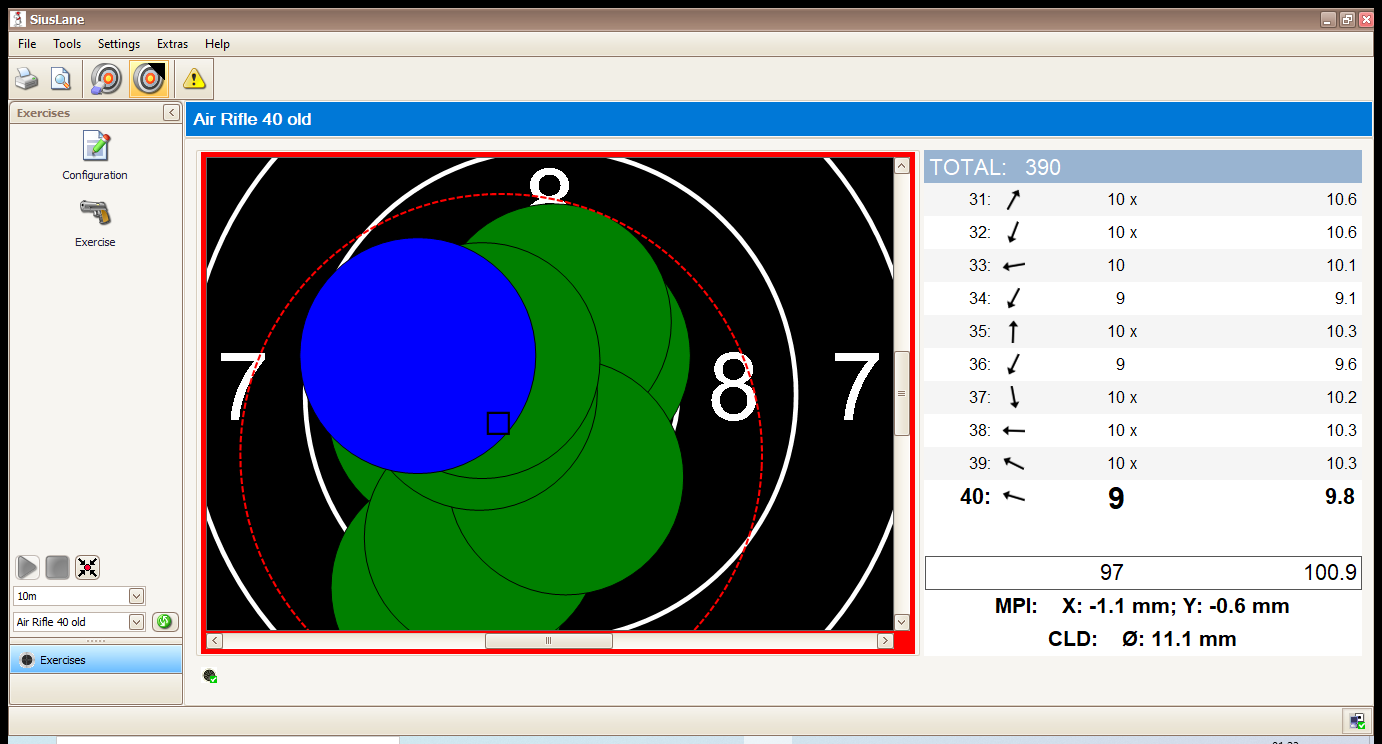 SiusLane
File Tools Settings Extras Help
Exercises
Configuration
Exercise
10m
Air Rifle 40 old
Exercises
Air Rifle 40 old
8
7 8 7
TOTAL: 390
31: 10 x 10.6
32: 10 x 10.6
33: 10 10.1
34: 9 9.1
35: 10 x 10.3
36: 9 9.6
37: 10 x 10.2
38: 10 x 10.3
39: 10 x 10.3
40: 9 9.8
97 100.9
MPI: X: -1.1 mm; Y: -0.6 mm
CLD: Ø: 11.1 mm